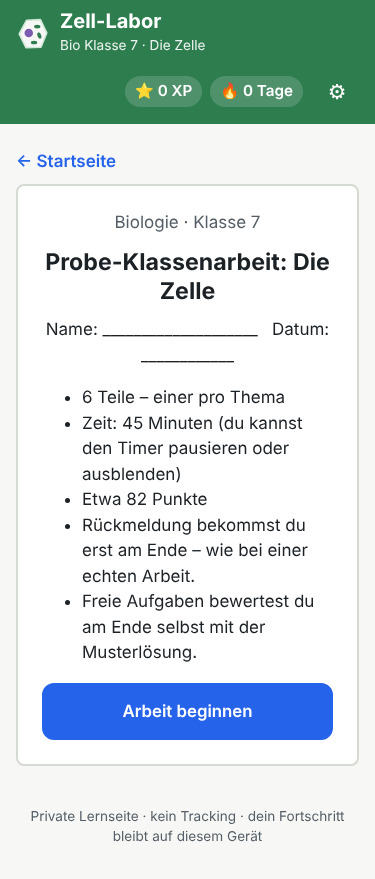 Zell-Labor
Bio Klasse 7 · Die Zelle
⭐ 0 XP
🔥 0 Tage
⚙
← Startseite
Biologie · Klasse 7
Probe-Klassenarbeit: Die
Zelle
Name: ____________________ Datum:
____________
• 6 Teile – einer pro Thema
• Zeit: 45 Minuten (du kannst
den Timer pausieren oder
ausblenden)
• Etwa 82 Punkte
• Rückmeldung bekommst du
erst am Ende – wie bei einer
echten Arbeit.
• Freie Aufgaben bewertest du
am Ende selbst mit der
Musterlösung.
Arbeit beginnen
Private Lernseite · kein Tracking · dein Fortschritt
bleibt auf diesem Gerät